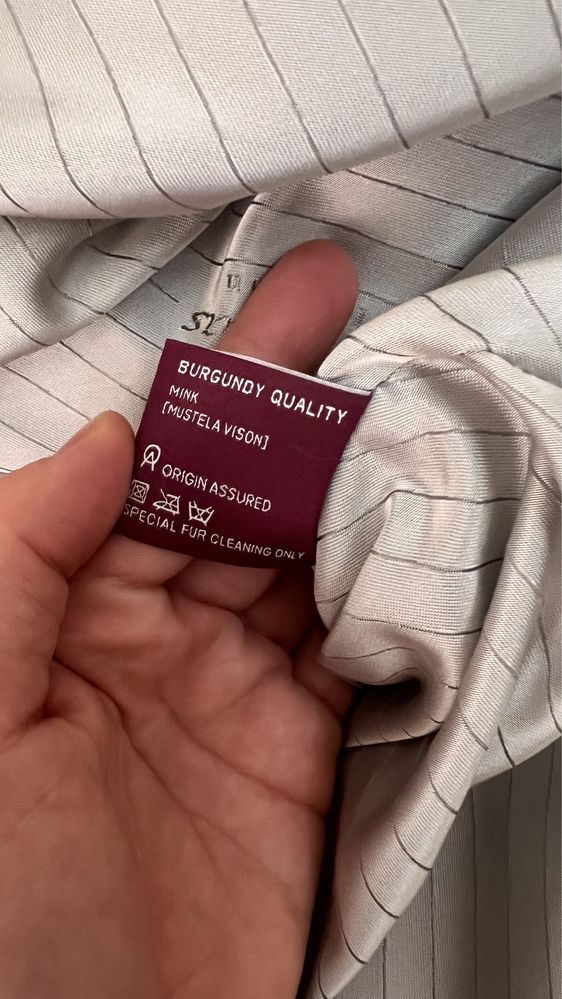 BURGUNDY QUALITY
MINK
[MUSTELA VISON]
ORIGIN ASSURED
SPECIAL FUR CLEANING ONLY